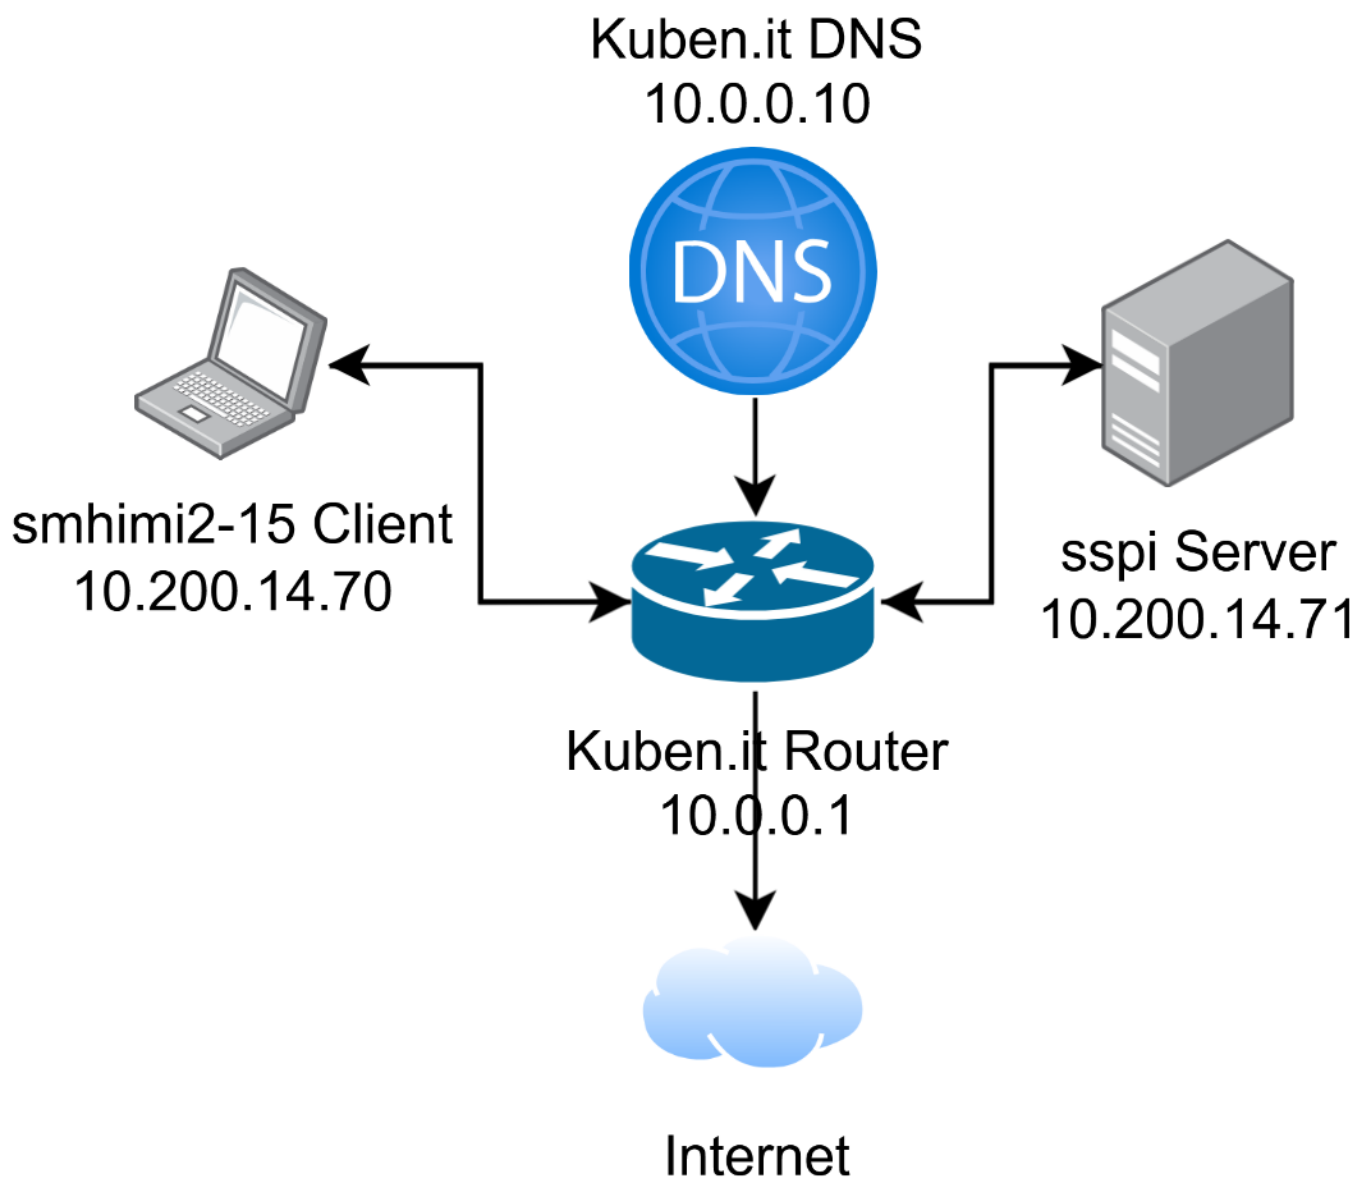 Kuben.it DNS
10.0.0.10
DNS
smhimi2-15 Client
10.200.14.70
sspi Server
10.200.14.71
Kuben.it Router
10.0.0.1
Internet